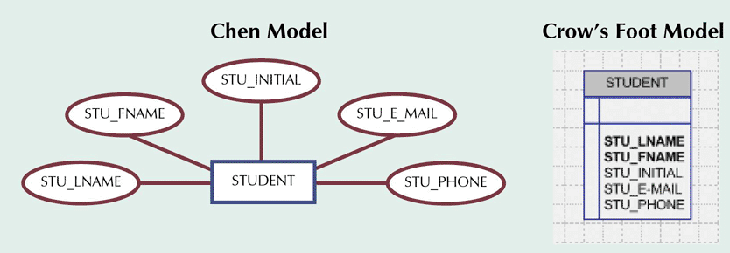 Chen Model
Crow's Foot Model
STU_INITIAL
STU_FNAME
STU_E_MAIL
STU_LNAME
STUDENT
STU_PHONE
STUDENT
STU_LNAME
STU_FNAME
STU_INITIAL
STU_E-MAIL
STU_PHONE